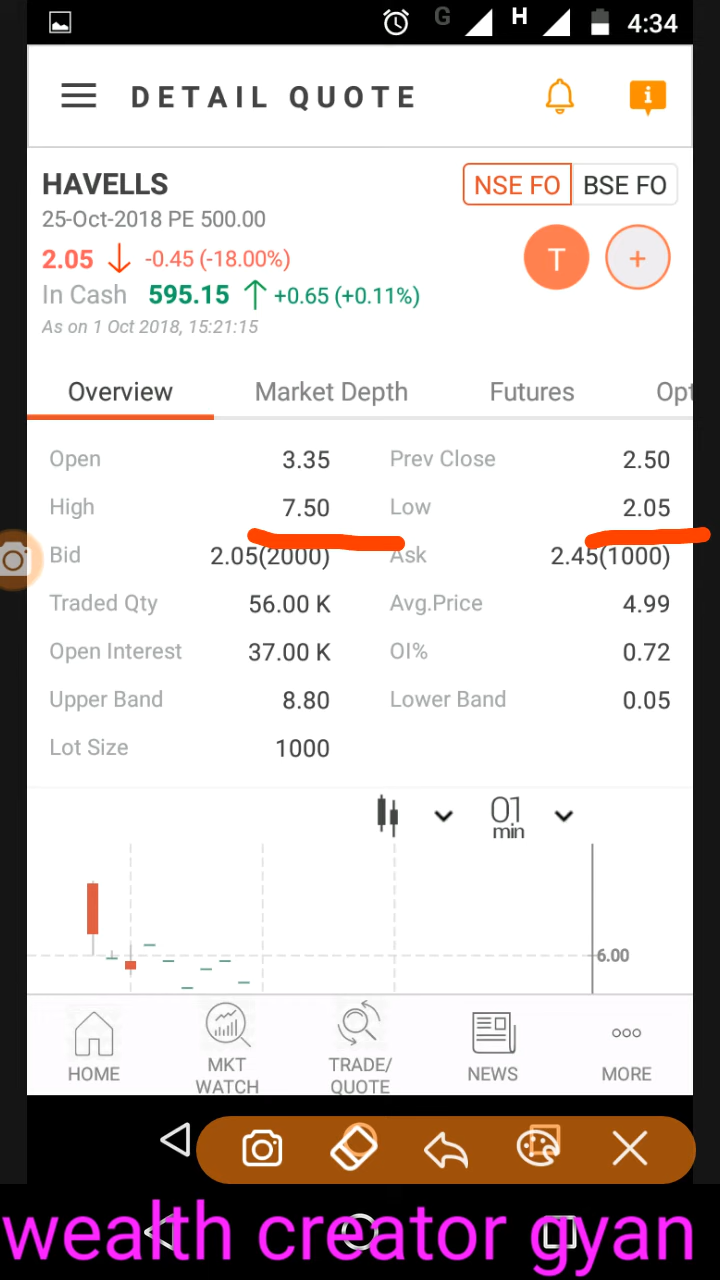 G H 4:34
DETAIL QUOTE
HAVELLS NSE FO BSE FO
25-Oct-2018 PE 500.00
2.05 -0.45 (-18.00%) T +
In Cash 595.15 +0.65 (+0.11%)
As on 1 Oct 2018, 15:21:15
Overview Market Depth Futures Opt
Open 3.35 Prev Close 2.50
High 7.50 Low 2.05
Bid 2.05(2000) Ask 2.45(1000)
Traded Qty 56.00 K Avg.Price 4.99
Open Interest 37.00 K OI% 0.72
Upper Band 8.80 Lower Band 0.05
Lot Size 1000
01
min
6.00
HOME MKT WATCH TRADE/ QUOTE NEWS MORE
wealth creator gyan